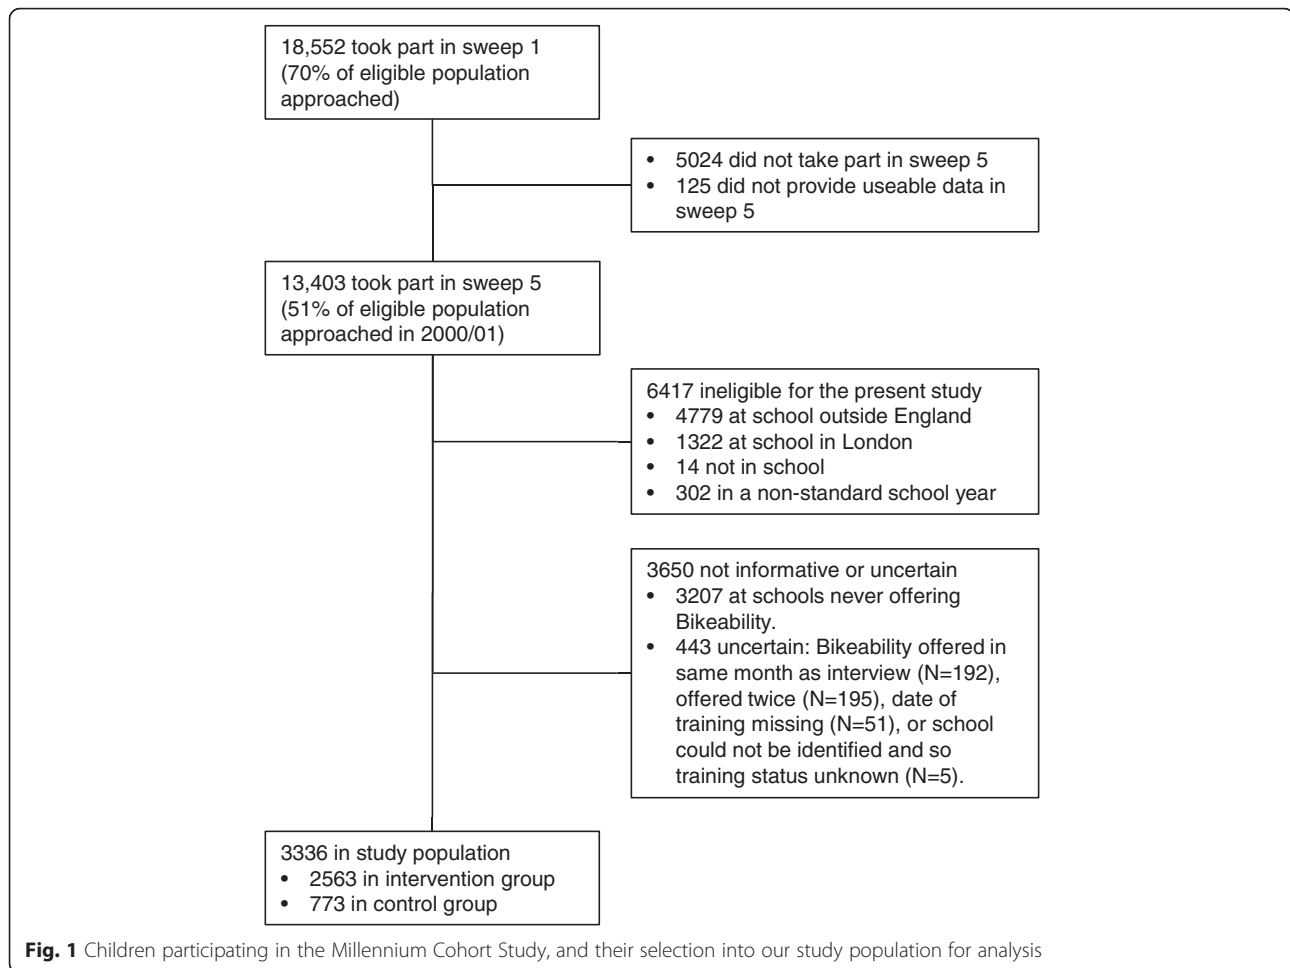 18,552 took part in sweep 1
(70% of eligible population
approached)
• 5024 did not take part in sweep 5
• 125 did not provide useable data in
sweep 5
13,403 took part in sweep 5
(51% of eligible population
approached in 2000/01)
6417 ineligible for the present study
• 4779 at school outside England
• 1322 at school in London
• 14 not in school
• 302 in a non-standard school year
3650 not informative or uncertain
• 3207 at schools never offering
Bikeability.
• 443 uncertain: Bikeability offered in
same month as interview (N=192),
offered twice (N=195), date of
training missing (N=51), or school
could not be identified and so
training status unknown (N=5).
3336 in study population
• 2563 in intervention group
• 773 in control group
Fig. 1 Children participating in the Millennium Cohort Study, and their selection into our study population for analysis